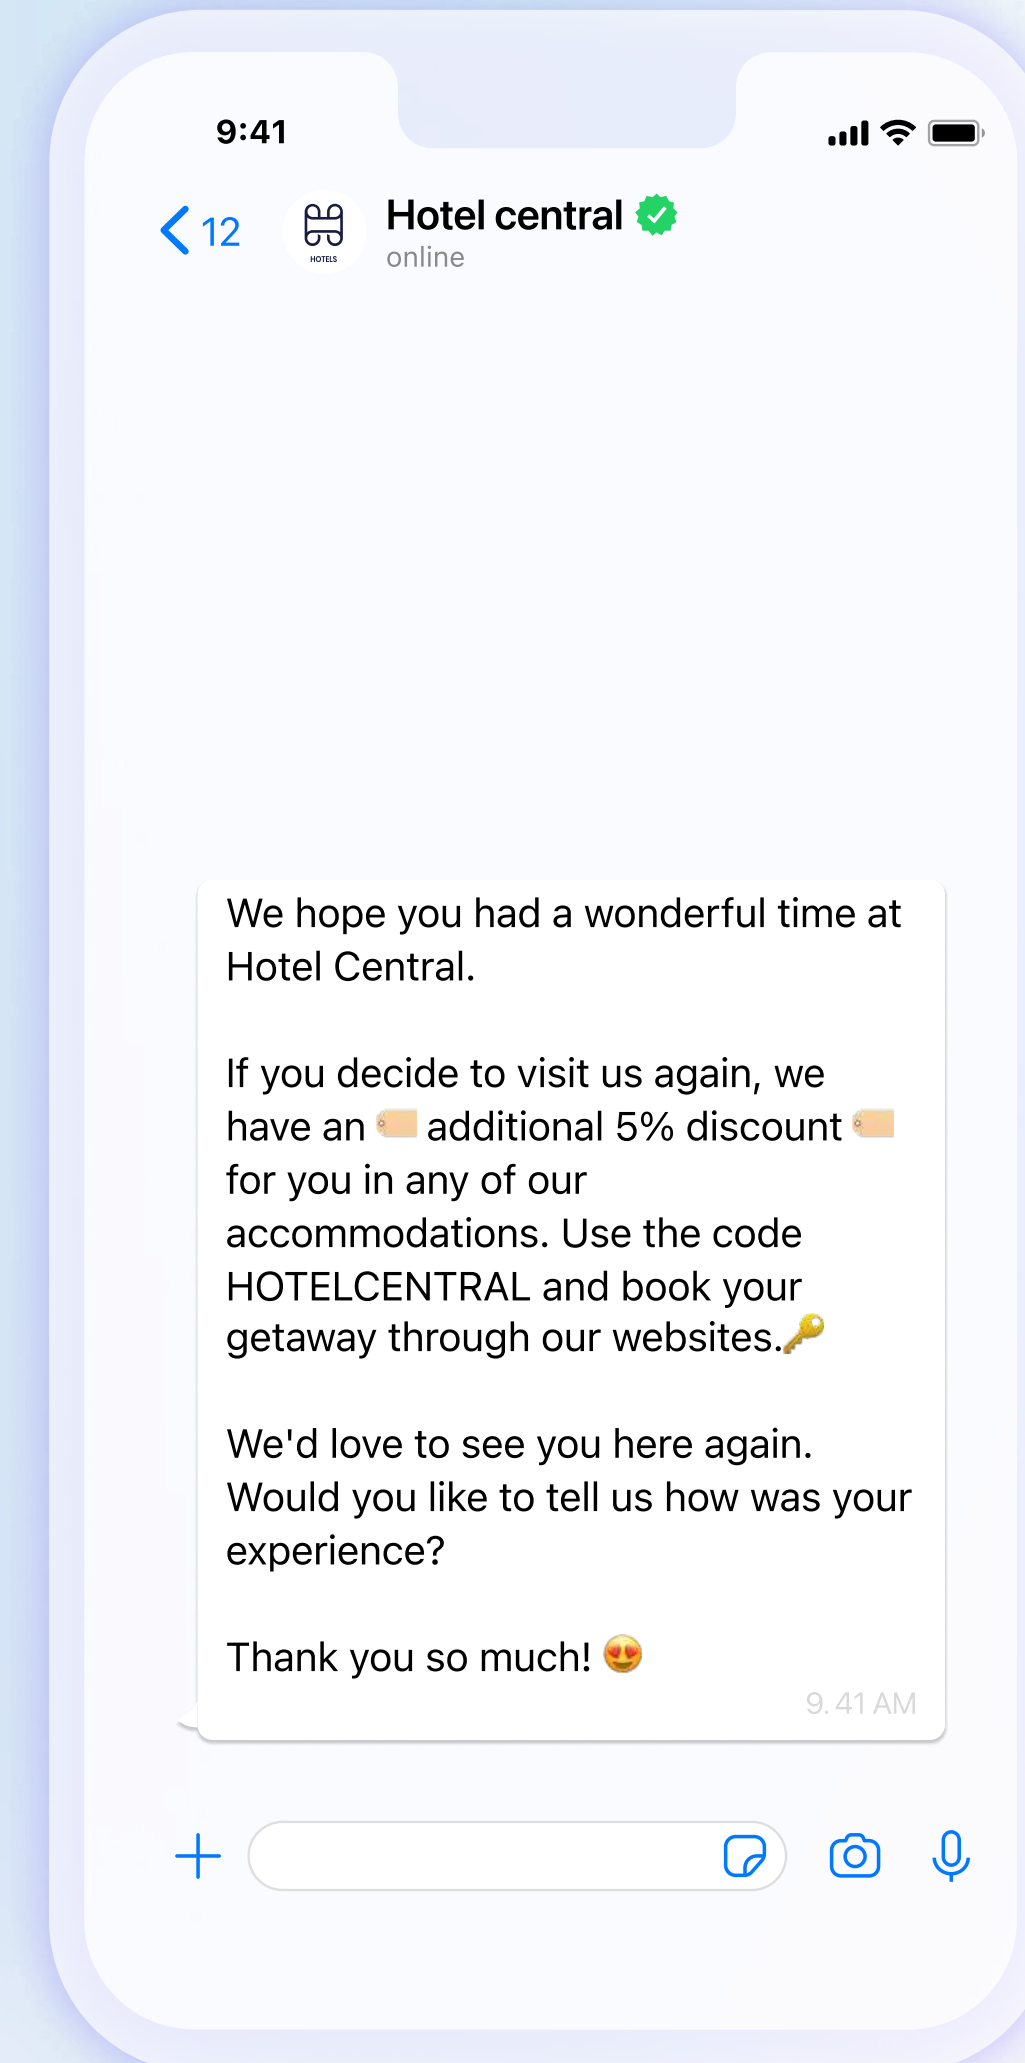 9:41
12
Hotel central
online
HOTELS
We hope you had a wonderful time at
Hotel Central.
If you decide to visit us again, we
have an 🏷️ additional 5% discount 🏷️
for you in any of our
accommodations. Use the code
HOTELCENTRAL and book your
getaway through our websites.🔑
We'd love to see you here again.
Would you like to tell us how was your
experience?
Thank you so much! 😍
9.41 AM